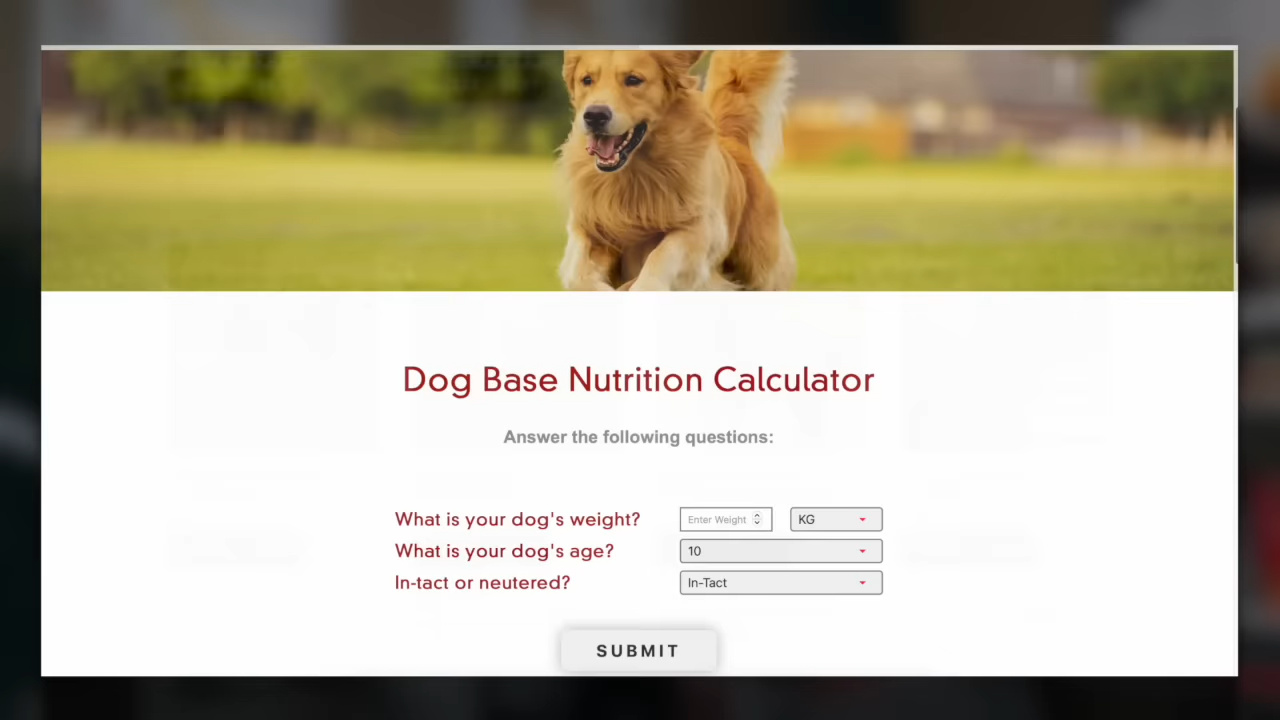 Dog Base Nutrition Calculator
Answer the following questions:
What is your dog's weight? Enter Weight KG
What is your dog's age? 10
In-tact or neutered? In-Tact
SUBMIT